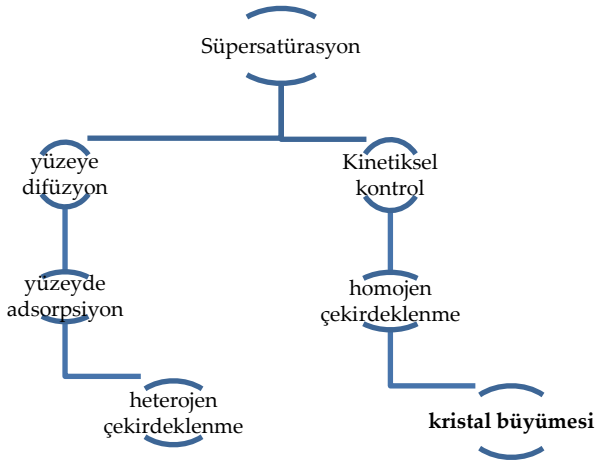 Süpersatürasyon
yüzeye
difüzyon
Kinetiksel
kontrol
yüzeyde
adsorpsiyon
homojen
çekirdeklenme
heterojen
çekirdeklenme
kristal büyümesi